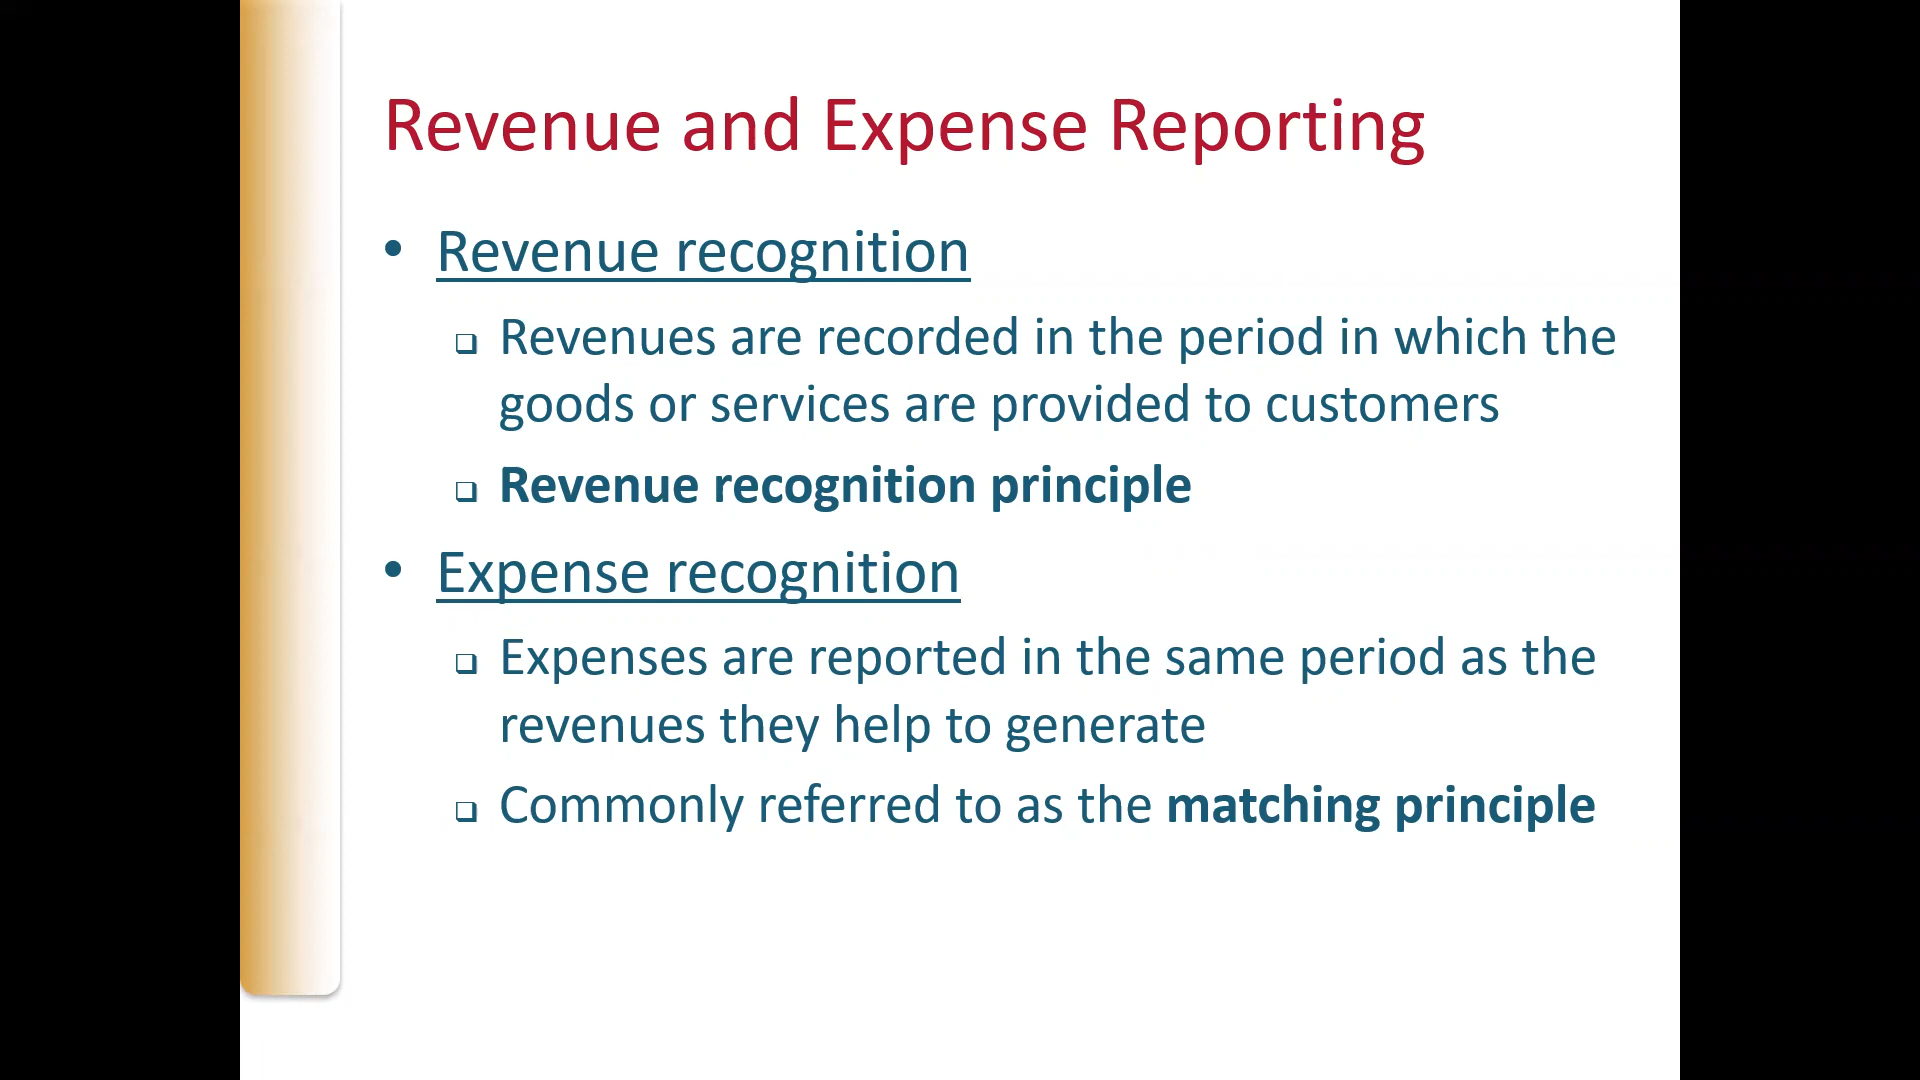 Revenue and Expense Reporting
• Revenue recognition
❑ Revenues are recorded in the period in which the
goods or services are provided to customers
❑ Revenue recognition principle
• Expense recognition
❑ Expenses are reported in the same period as the
revenues they help to generate
❑ Commonly referred to as the matching principle